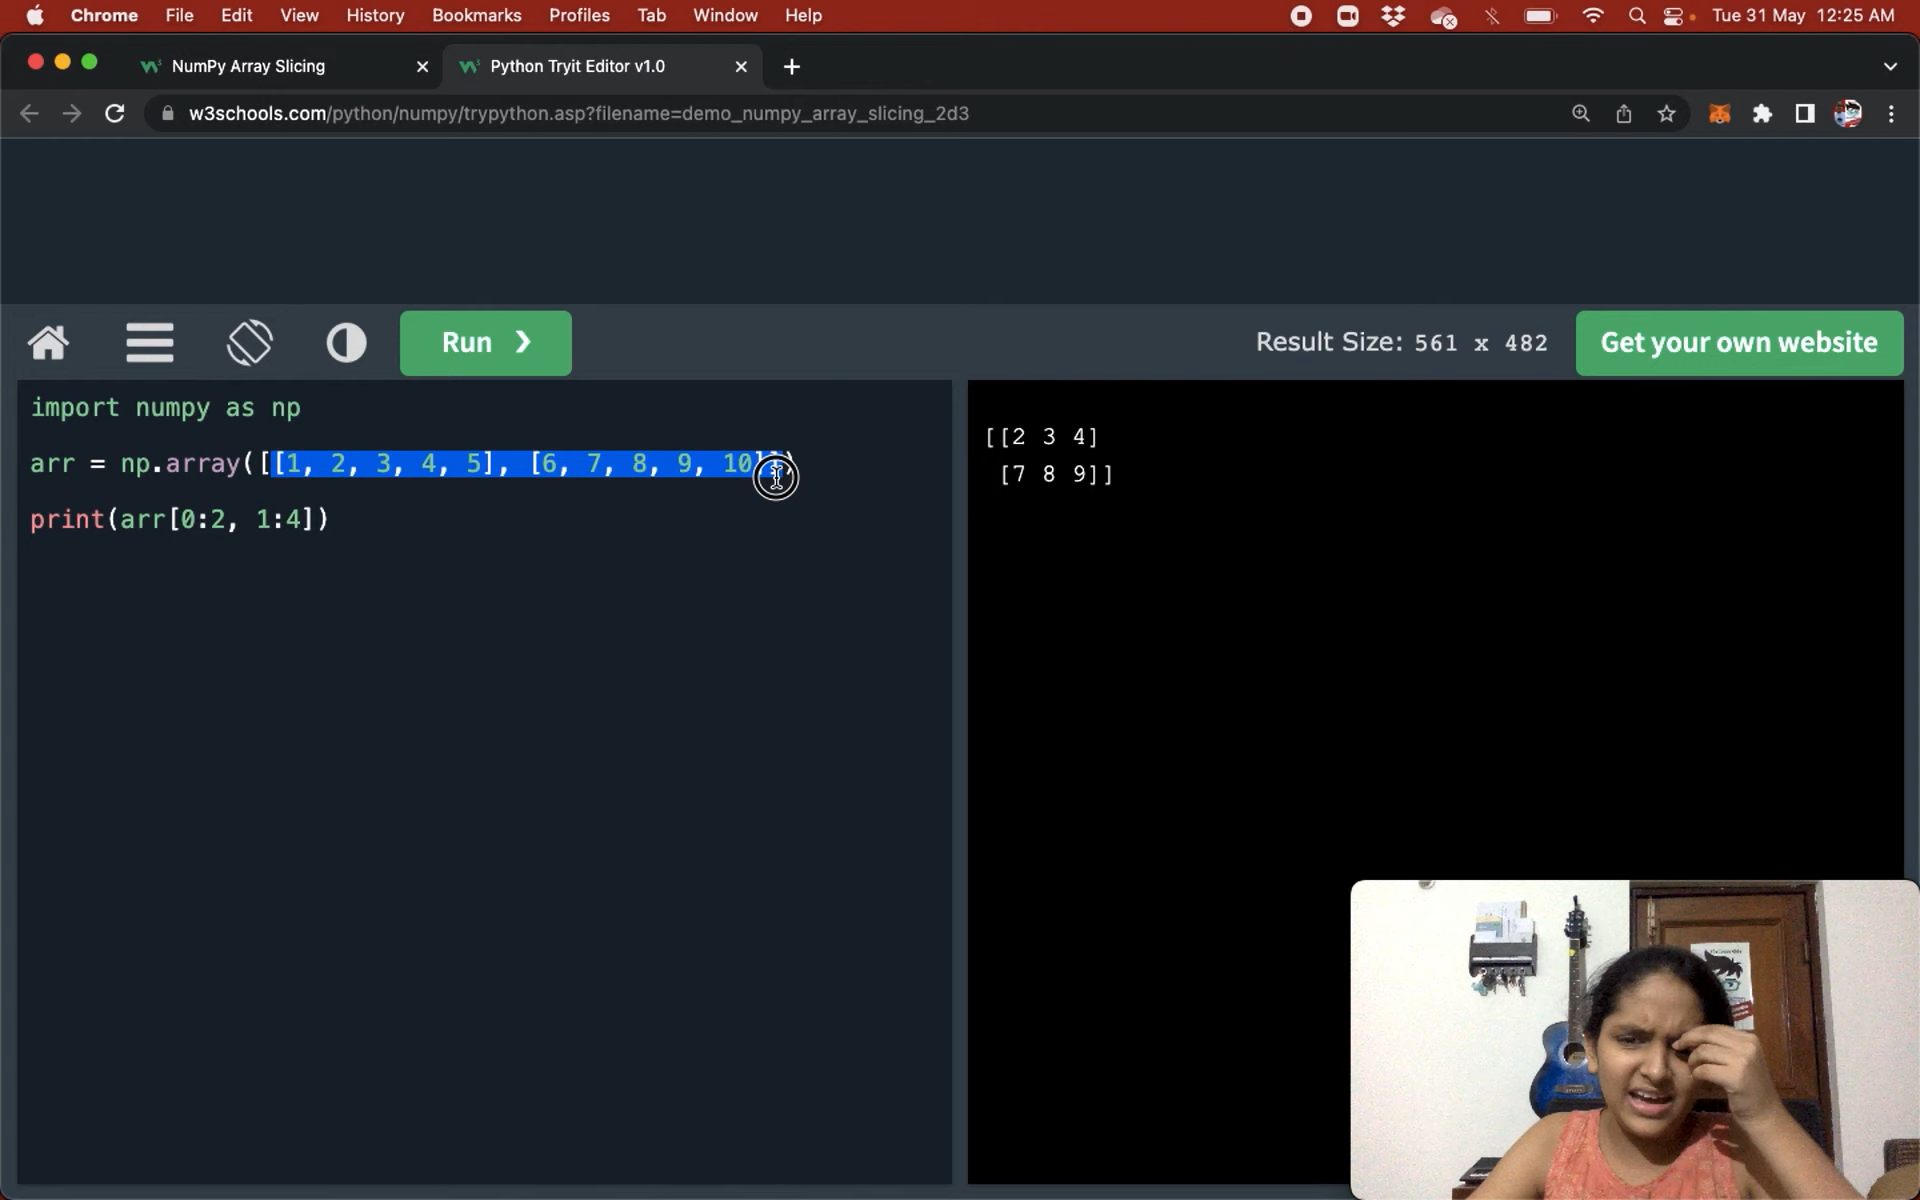 Chrome File Edit View History Bookmarks Profiles Tab Window Help Tue 31 May 12:25 AM
NumPy Array Slicing Python Tryit Editor v1.0
w3schools.com/python/numpy/trypython.asp?filename=demo_numpy_array_slicing_2d3
Run ❯ Result Size: 561 x 482 Get your own website
import numpy as np
arr = np.array([[1, 2, 3, 4, 5], [6, 7, 8, 9, 10]])
print(arr[0:2, 1:4])
[[2 3 4]
[7 8 9]]